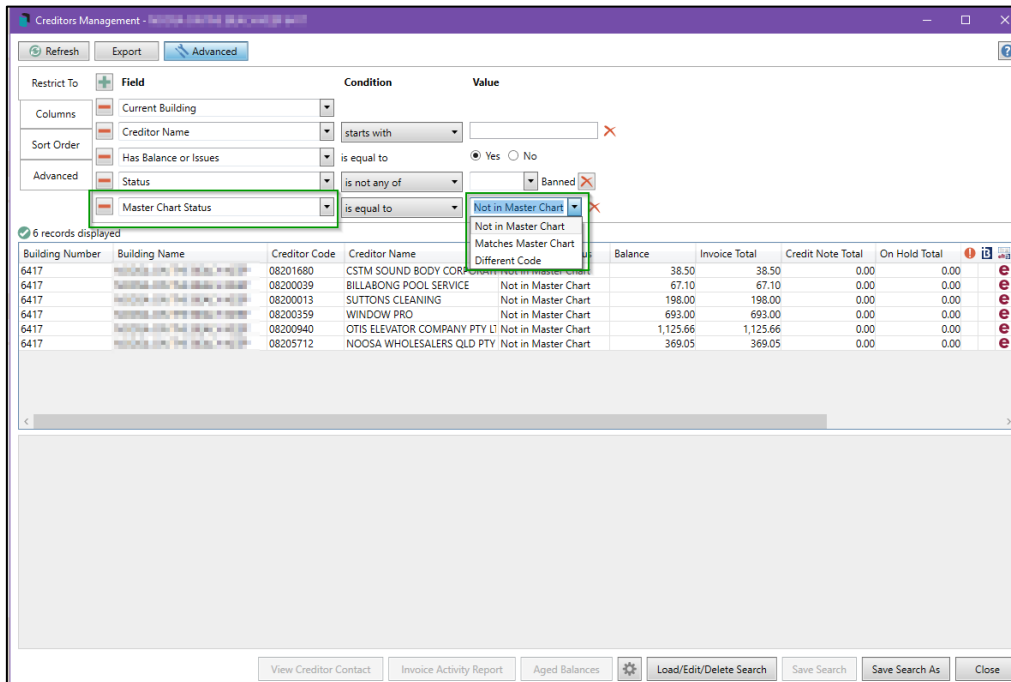 Creditors Management -
Refresh Export Advanced
Restrict To Field Condition Value
Columns
Sort Order
Advanced
Current Building
Creditor Name starts with
Has Balance or Issues is equal to Yes No
Status is not any of Banned
Master Chart Status is equal to Not in Master Chart
Not in Master Chart
Matches Master Chart
Different Code
6 records displayed
Building Number Building Name Creditor Code Creditor Name Balance Invoice Total Credit Note Total On Hold Total
6417 08201680 CSTM SOUND BODY CORPORATI Not in Master Chart 38.50 38.50 0.00 0.00
6417 08200039 BILLABONG POOL SERVICE Not in Master Chart 67.10 67.10 0.00 0.00
6417 08200013 SUTTONS CLEANING Not in Master Chart 198.00 198.00 0.00 0.00
6417 08200359 WINDOW PRO Not in Master Chart 693.00 693.00 0.00 0.00
6417 08200940 OTIS ELEVATOR COMPANY PTY LT Not in Master Chart 1,125.66 1,125.66 0.00 0.00
6417 08205712 NOOSA WHOLESALERS QLD PTY Not in Master Chart 369.05 369.05 0.00 0.00
View Creditor Contact Invoice Activity Report Aged Balances Load/Edit/Delete Search Save Search Save Search As Close